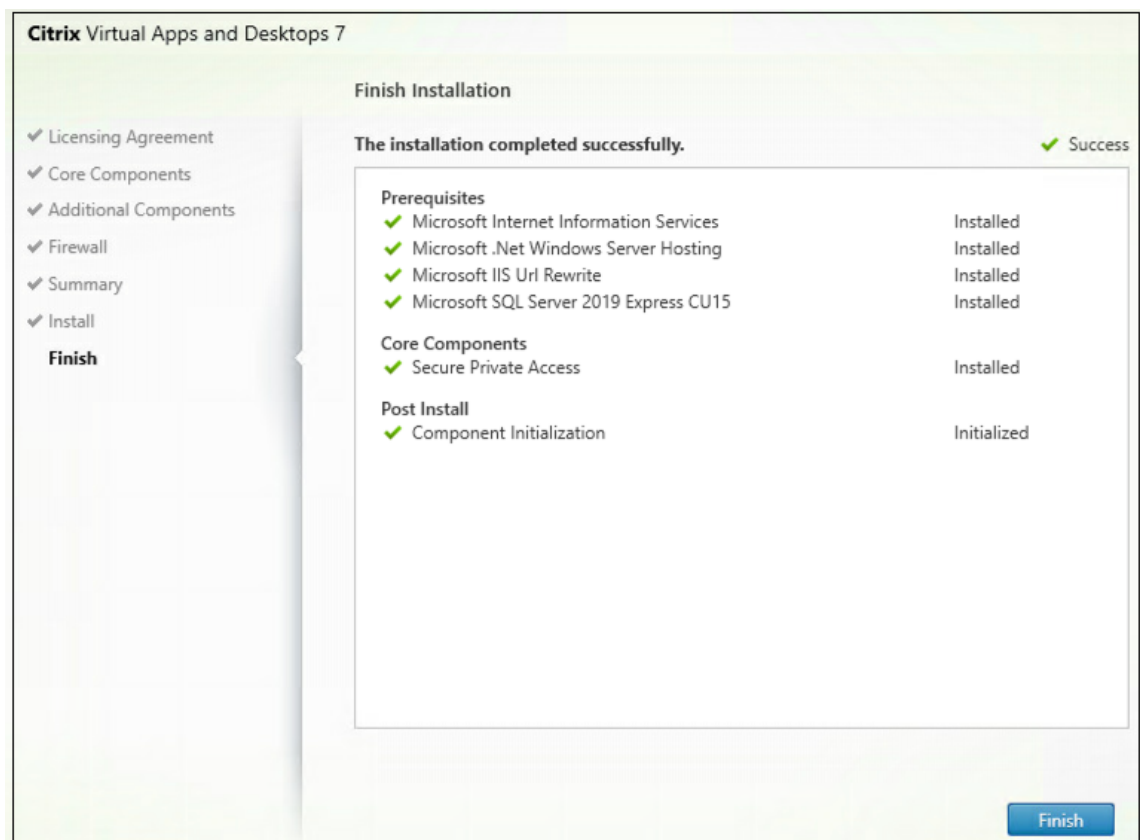 Citrix Virtual Apps and Desktops 7
Finish Installation
Licensing Agreement
Core Components
Additional Components
Firewall
Summary
Install
Finish
The installation completed successfully.
Success
Prerequisites
Microsoft Internet Information Services Installed
Microsoft .Net Windows Server Hosting Installed
Microsoft IIS Url Rewrite Installed
Microsoft SQL Server 2019 Express CU15 Installed
Core Components
Secure Private Access Installed
Post Install
Component Initialization Initialized
Finish